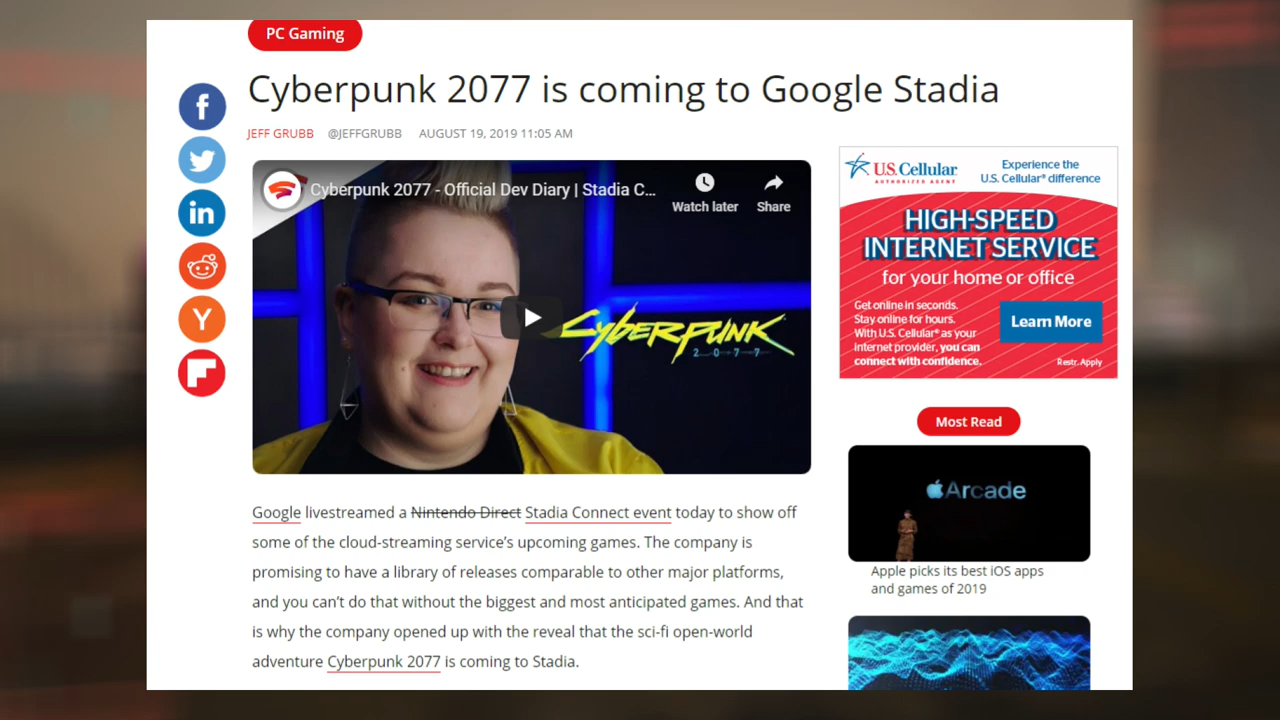 PC Gaming
Cyberpunk 2077 is coming to Google Stadia
JEFF GRUBB @JEFFGRUBB AUGUST 19, 2019 11:05 AM
f
in
Y
Cyberpunk 2077 - Official Dev Diary | Stadia C...
Watch later
Share
CYBERPUNK
2077
Google livestreamed a Nintendo Direct Stadia Connect event today to show off
some of the cloud-streaming service's upcoming games. The company is
promising to have a library of releases comparable to other major platforms,
and you can't do that without the biggest and most anticipated games. And that
is why the company opened up with the reveal that the sci-fi open-world
adventure Cyberpunk 2077 is coming to Stadia.
U.S. Cellular
AUTHORIZED AGENT
Experience the
U.S. Cellular® difference
HIGH-SPEED
INTERNET SERVICE
for your home or office
Get online in seconds.
Stay online for hours.
With U.S. Cellular® as your
internet provider, you can
connect with confidence.
Learn More
Restr. Apply
Most Read
Arcade
Apple picks its best iOS apps
and games of 2019